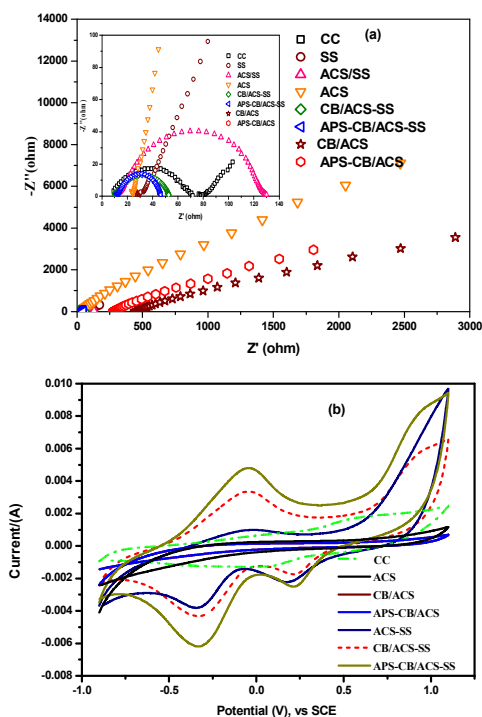 (a)
14000
12000
10000
8000
6000
4000
2000
0
-Z''(ohm)
0 500 1000 1500 2000 2500 3000
Z' (ohm)
CC
SS
ACS/SS
ACS
CB/ACS-SS
APS-CB/ACS-SS
CB/ACS
APS-CB/ACS
100
80
60
40
20
0
-Z''(ohm)
0 20 40 60 80 100 120 140
Z' (ohm)
CC
SS
ACS/SS
ACS
CB/ACS-SS
APS-CB/ACS-SS
CB/ACS
APS-CB/ACS
(b)
0.010
0.008
0.006
0.004
0.002
0.000
-0.002
-0.004
-0.006
-0.008
Current/(A)
-1.0 -0.5 0.0 0.5 1.0
Potential (V), vs SCE
CC
ACS
CB/ACS
APS-CB/ACS
ACS-SS
CB/ACS-SS
APS-CB/ACS-SS